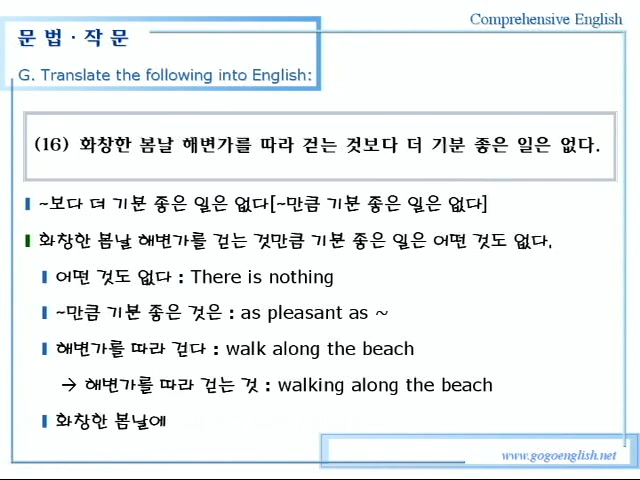 Comprehensive English
문 법 · 작 문
G. Translate the following into English:
(16) 화창한 봄날 해변가를 따라 걷는 것보다 더 기분 좋은 일은 없다.
~보다 더 기분 좋은 일은 없다[~만큼 기분 좋은 일은 없다]
화창한 봄날 해변가를 걷는 것만큼 기분 좋은 일은 어떤 것도 없다.
어떤 것도 없다 : There is nothing
~만큼 기분 좋은 것은 : as pleasant as ~
해변가를 따라 걷다 : walk along the beach
→ 해변가를 따라 걷는 것 : walking along the beach
화창한 봄날에
www.gogoenglish.net